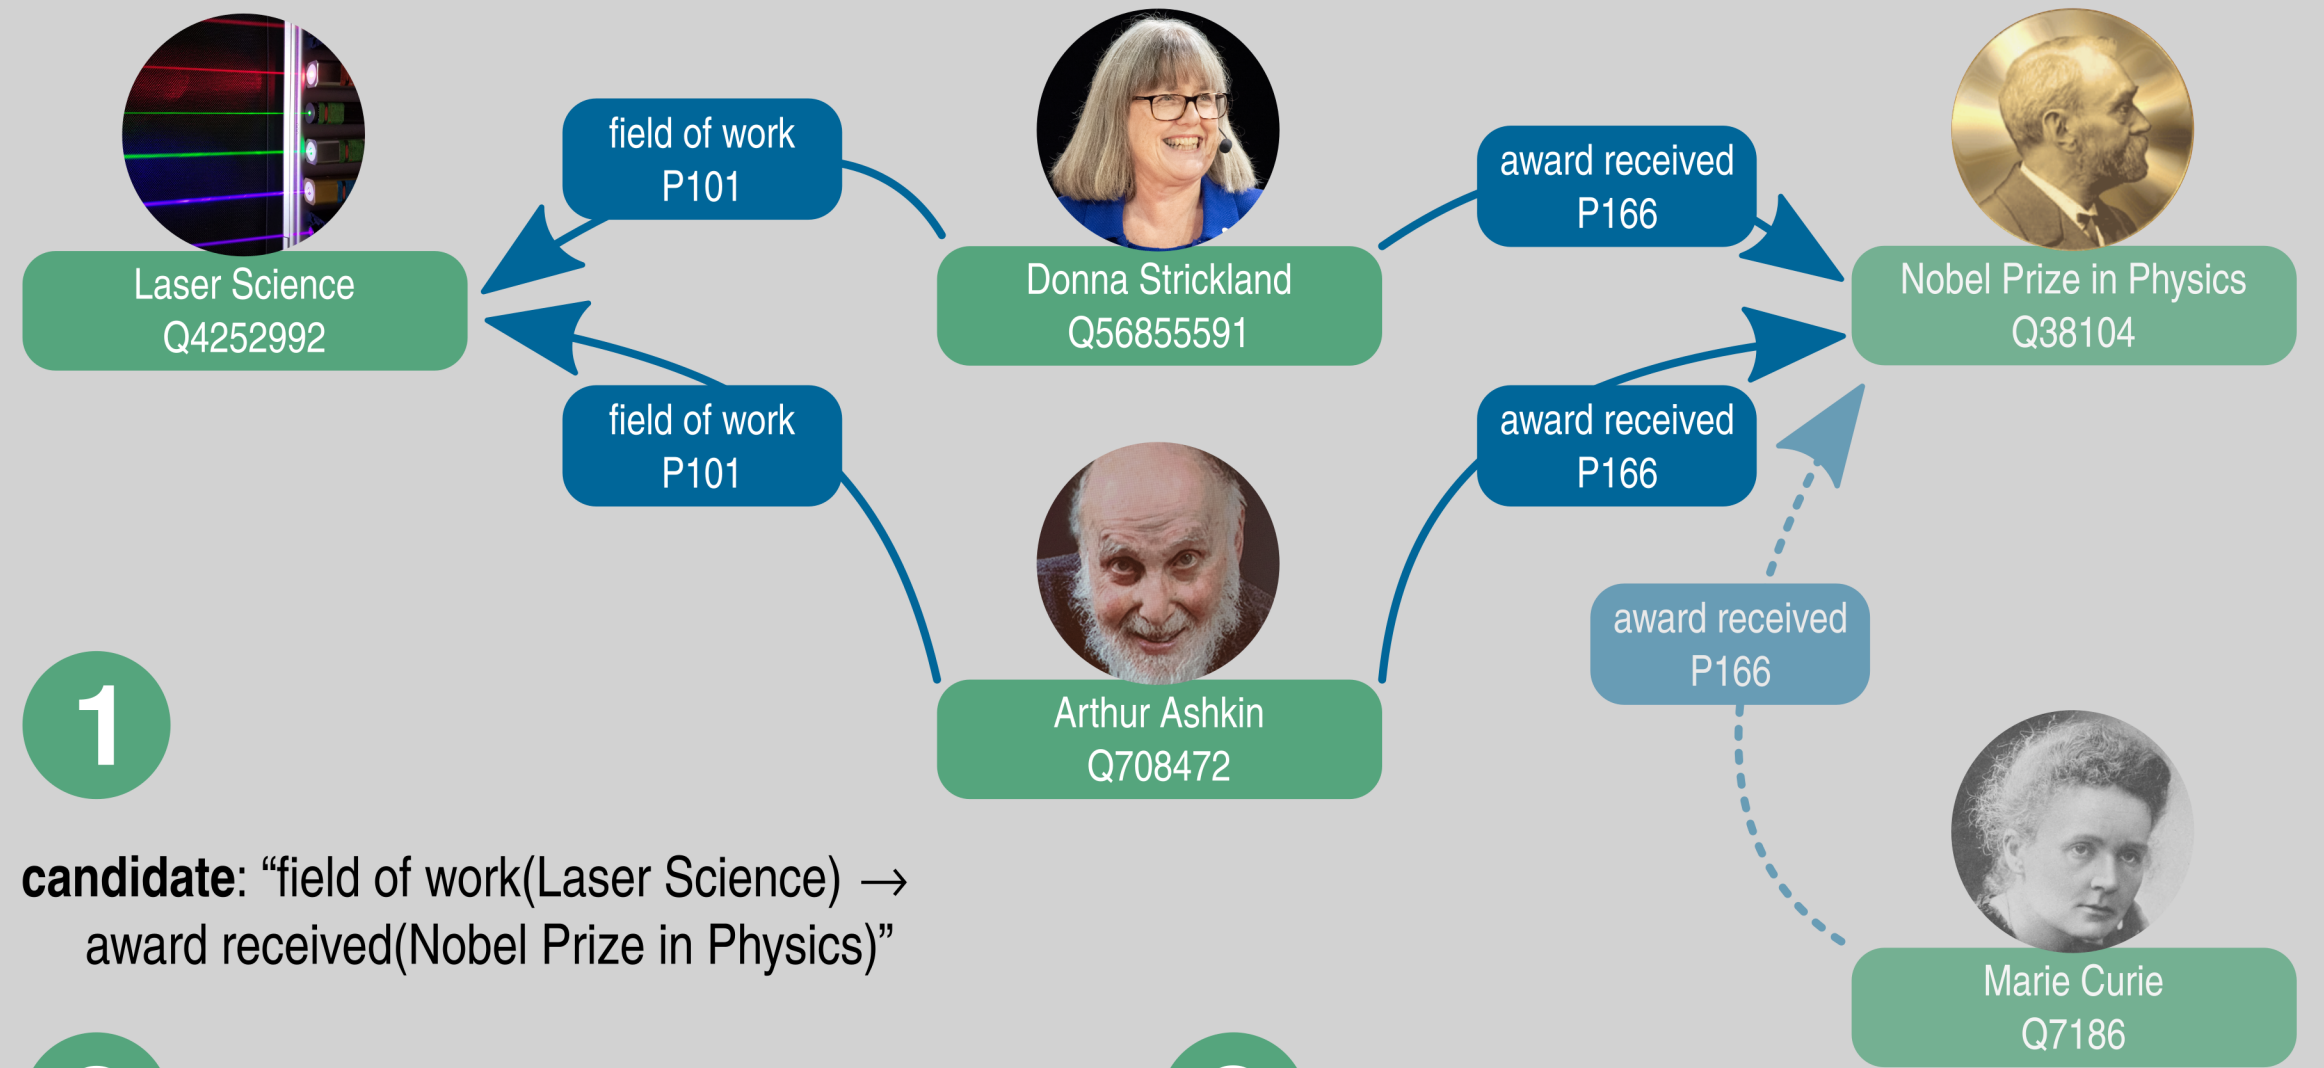 field of work
P101
award received
P166
Laser Science
Q4252992
Donna Strickland
Q56855591
Nobel Prize in Physics
Q38104
field of work
P101
award received
P166
award received
P166
1
Arthur Ashkin
Q708472
candidate: “field of work(Laser Science) →
award received(Nobel Prize in Physics)”
Marie Curie
Q7186